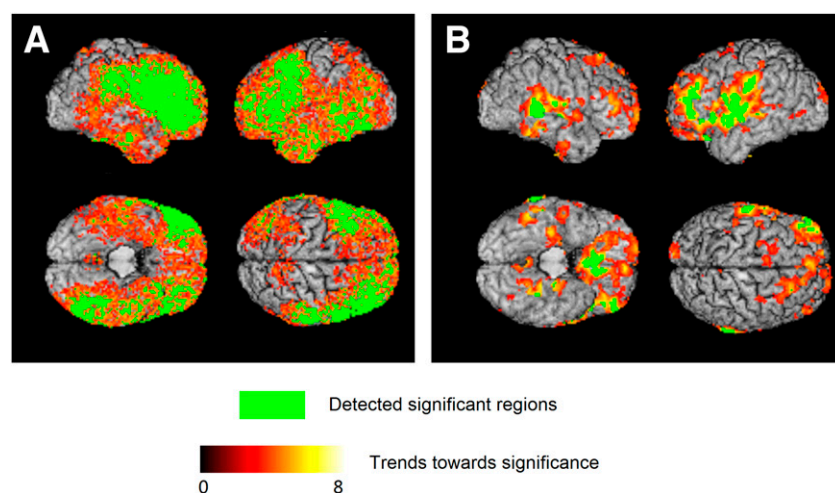 A
B
Detected significant regions
Trends towards significance
0 8